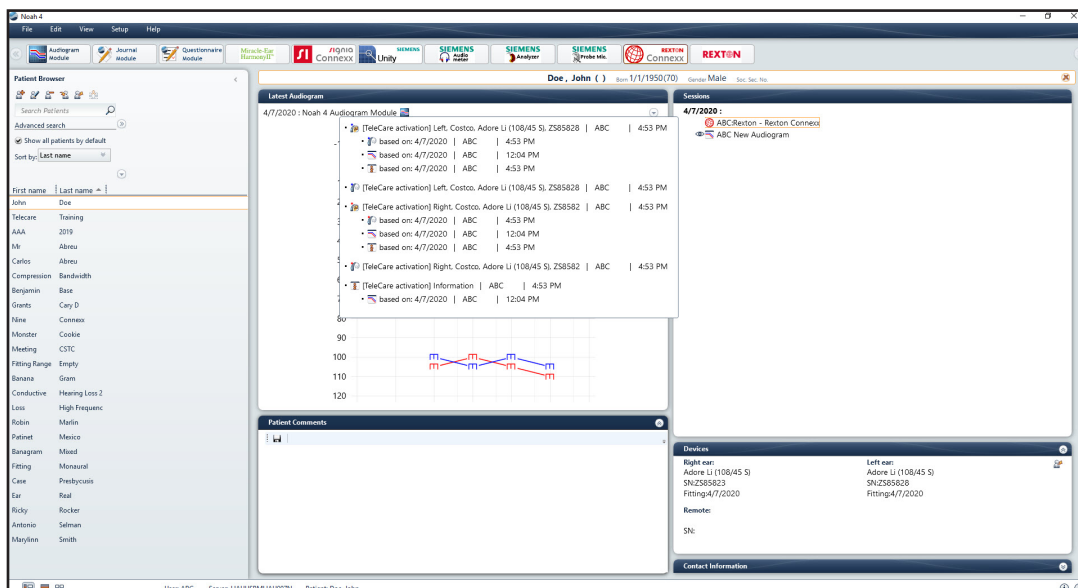 Noah 4
File Edit View Setup Help
Audiogram Module
Journal Module
Questionnaire Module
Miracle-Ear Harmony II"
signia Connexx
SIEMENS Unity
SIEMENS Audio meter
SIEMENS Analyzer
SIEMENS Probe Mic.
REXTON Connexx
REXTON
Patient Browser
Search Patients
Advanced search
Show all patients by default
Sort by: Last name
First name Last name
John Doe
Telecare Training
AAA 2019
Mr Abreu
Carlos Abreu
Compression Bandwidth
Benjamin Base
Grants Cary D
Nine Connexx
Monster Cookie
Meeting CSTC
Fitting Range Empty
Banana Gram
Conductive Hearing Loss 2
Loss High Frequenc
Robin Marlin
Patinet Mexico
Banagram Mixed
Fitting Monaural
Case Presbycusis
Ear Real
Ricky Rocker
Antonio Selman
Marylinn Smith
Doe , John ( ) Born 1/1/1950(70) Gender Male Soc. Sec. No.
Latest Audiogram
4/7/2020 : Noah 4 Audiogram Module
[TeleCare activation] Left, Costco, Adore Li (108/45 S), ZS85828 | ABC | 4:53 PM
based on: 4/7/2020 | ABC | 4:53 PM
based on: 4/7/2020 | ABC | 12:04 PM
based on: 4/7/2020 | ABC | 4:53 PM
[TeleCare activation] Left, Costco, Adore Li (108/45 S), ZS85828 | ABC | 4:53 PM
[TeleCare activation] Right, Costco, Adore Li (108/45 S), ZS8582 | ABC | 4:53 PM
based on: 4/7/2020 | ABC | 4:53 PM
based on: 4/7/2020 | ABC | 12:04 PM
based on: 4/7/2020 | ABC | 4:53 PM
[TeleCare activation] Right, Costco, Adore Li (108/45 S), ZS8582 | ABC | 4:53 PM
[TeleCare activation] Information | ABC | 4:53 PM
based on: 4/7/2020 | ABC | 12:04 PM
80
90
100
110
120
Patient Comments
Sessions
4/7/2020 :
ABC:Rexton - Rexton Connexx
ABC New Audiogram
Devices
Right ear:
Adore Li (108/45 S)
SN:ZS85823
Fitting:4/7/2020
Left ear:
Adore Li (108/45 S)
SN:ZS85828
Fitting:4/7/2020
Remote:
SN:
Contact Information